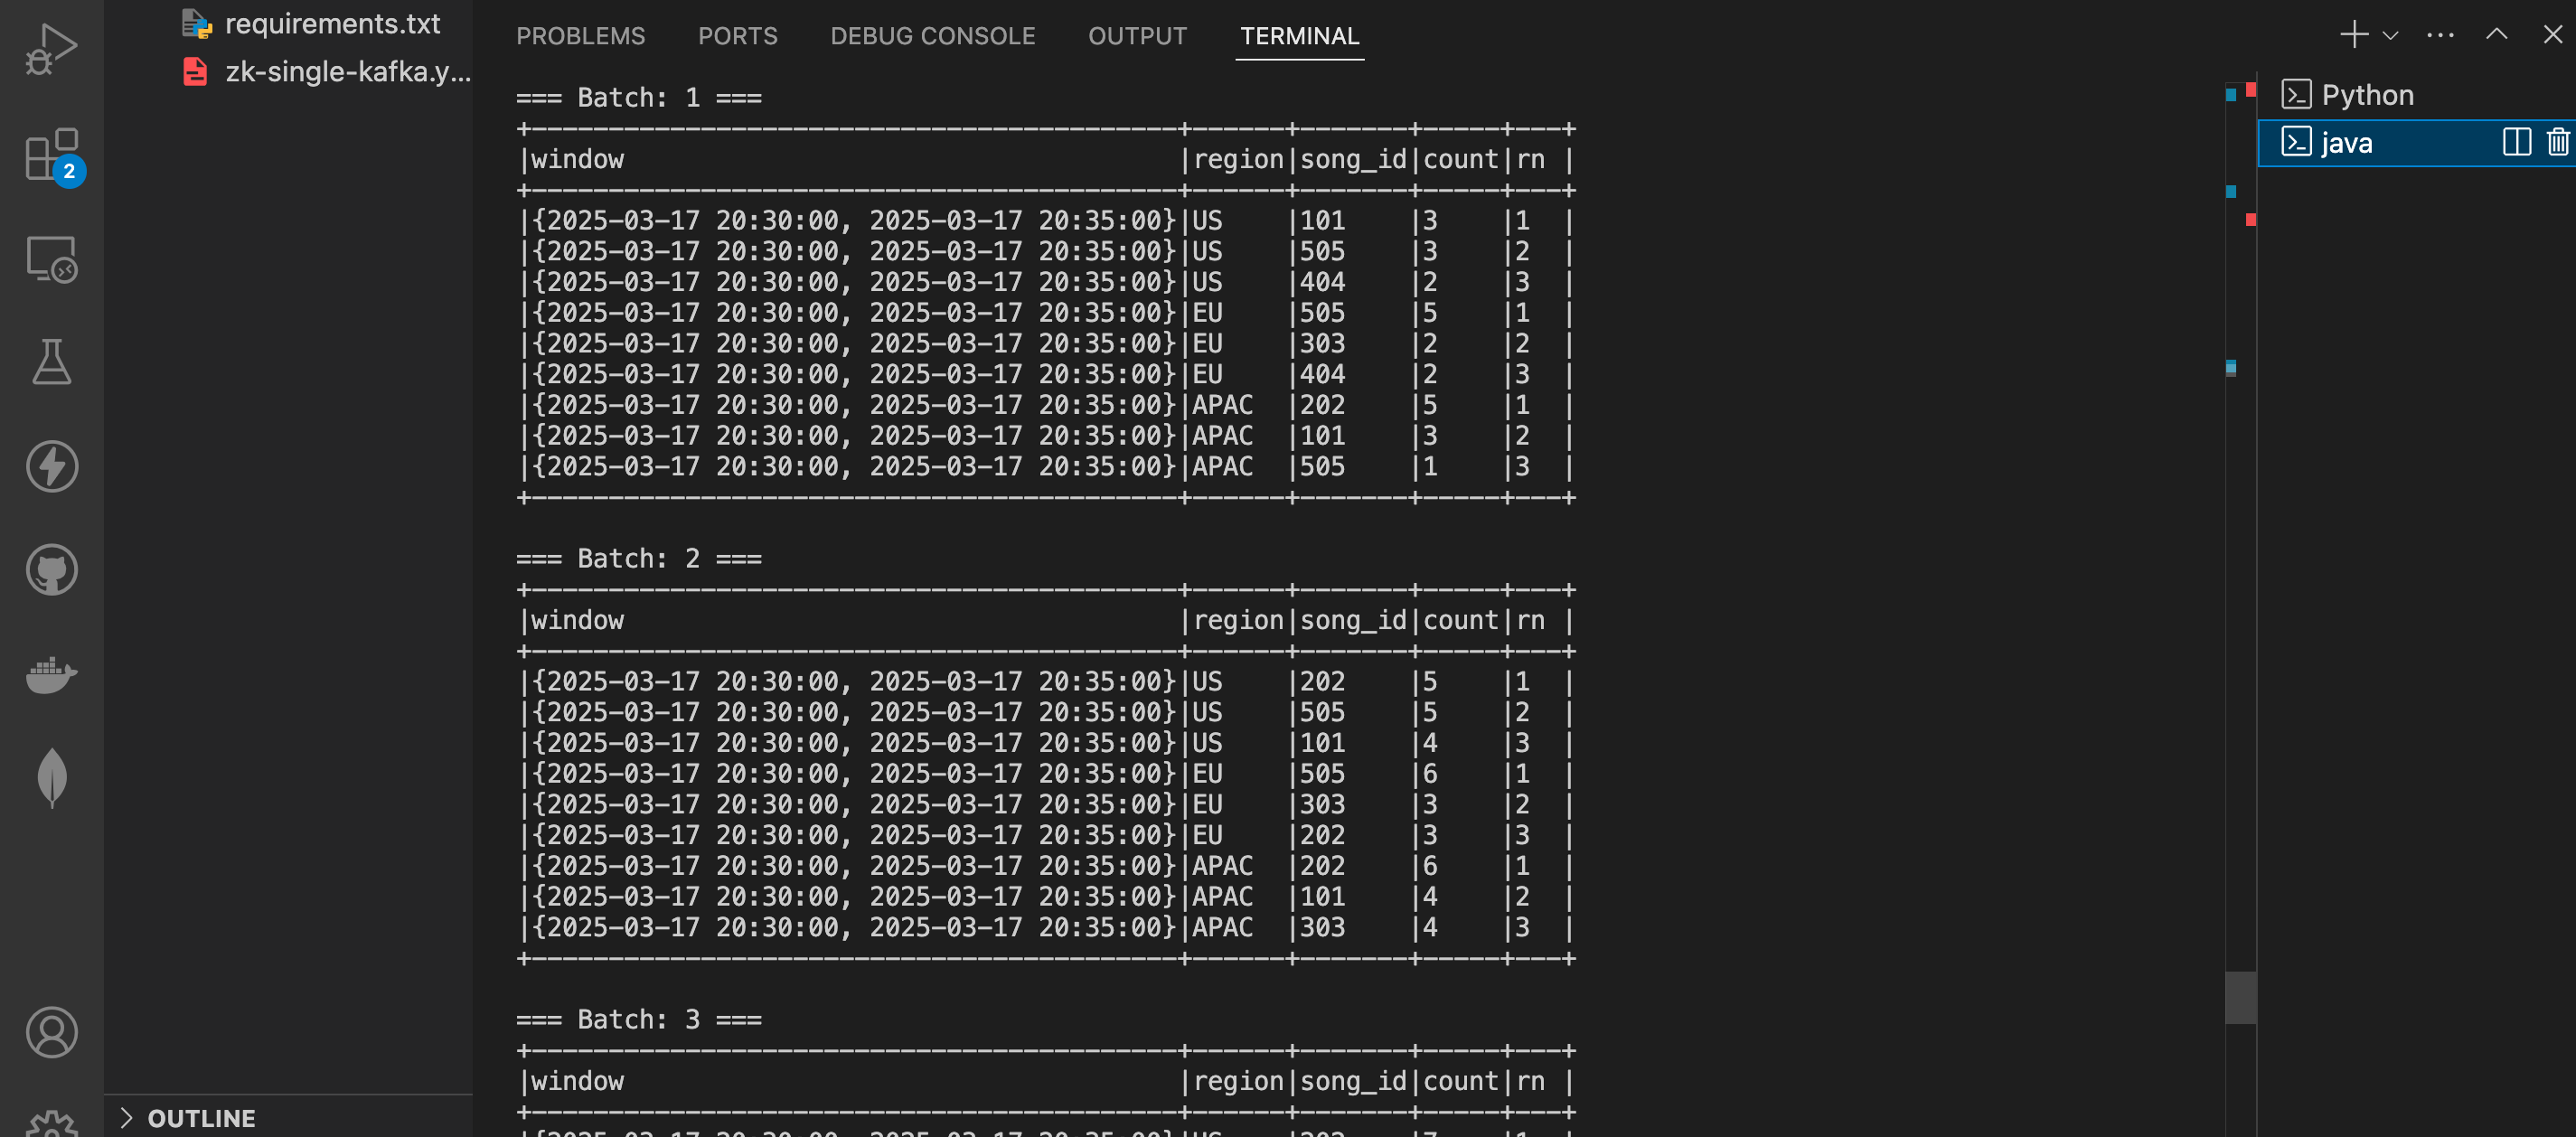 requirements.txt
zk-single-kafka.y...
2
OUTLINE
PROBLEMS PORTS DEBUG CONSOLE OUTPUT TERMINAL
=== Batch: 1 ===
+------------------------------------------+------+-------+-----+---+
|window                                    |region|song_id|count|rn |
+------------------------------------------+------+-------+-----+---+
|{2025-03-17 20:30:00, 2025-03-17 20:35:00}|US    |101    |3    |1  |
|{2025-03-17 20:30:00, 2025-03-17 20:35:00}|US    |505    |3    |2  |
|{2025-03-17 20:30:00, 2025-03-17 20:35:00}|US    |404    |2    |3  |
|{2025-03-17 20:30:00, 2025-03-17 20:35:00}|EU    |505    |5    |1  |
|{2025-03-17 20:30:00, 2025-03-17 20:35:00}|EU    |303    |2    |2  |
|{2025-03-17 20:30:00, 2025-03-17 20:35:00}|EU    |404    |2    |3  |
|{2025-03-17 20:30:00, 2025-03-17 20:35:00}|APAC  |202    |5    |1  |
|{2025-03-17 20:30:00, 2025-03-17 20:35:00}|APAC  |101    |3    |2  |
|{2025-03-17 20:30:00, 2025-03-17 20:35:00}|APAC  |505    |1    |3  |
+------------------------------------------+------+-------+-----+---+
=== Batch: 2 ===
+------------------------------------------+------+-------+-----+---+
|window                                    |region|song_id|count|rn |
+------------------------------------------+------+-------+-----+---+
|{2025-03-17 20:30:00, 2025-03-17 20:35:00}|US    |202    |5    |1  |
|{2025-03-17 20:30:00, 2025-03-17 20:35:00}|US    |505    |5    |2  |
|{2025-03-17 20:30:00, 2025-03-17 20:35:00}|US    |101    |4    |3  |
|{2025-03-17 20:30:00, 2025-03-17 20:35:00}|EU    |505    |6    |1  |
|{2025-03-17 20:30:00, 2025-03-17 20:35:00}|EU    |303    |3    |2  |
|{2025-03-17 20:30:00, 2025-03-17 20:35:00}|EU    |202    |3    |3  |
|{2025-03-17 20:30:00, 2025-03-17 20:35:00}|APAC  |202    |6    |1  |
|{2025-03-17 20:30:00, 2025-03-17 20:35:00}|APAC  |101    |4    |2  |
|{2025-03-17 20:30:00, 2025-03-17 20:35:00}|APAC  |303    |4    |3  |
+------------------------------------------+------+-------+-----+---+
=== Batch: 3 ===
+------------------------------------------+------+-------+-----+---+
|window                                    |region|song_id|count|rn |
+------------------------------------------+------+-------+-----+---+
Python
java